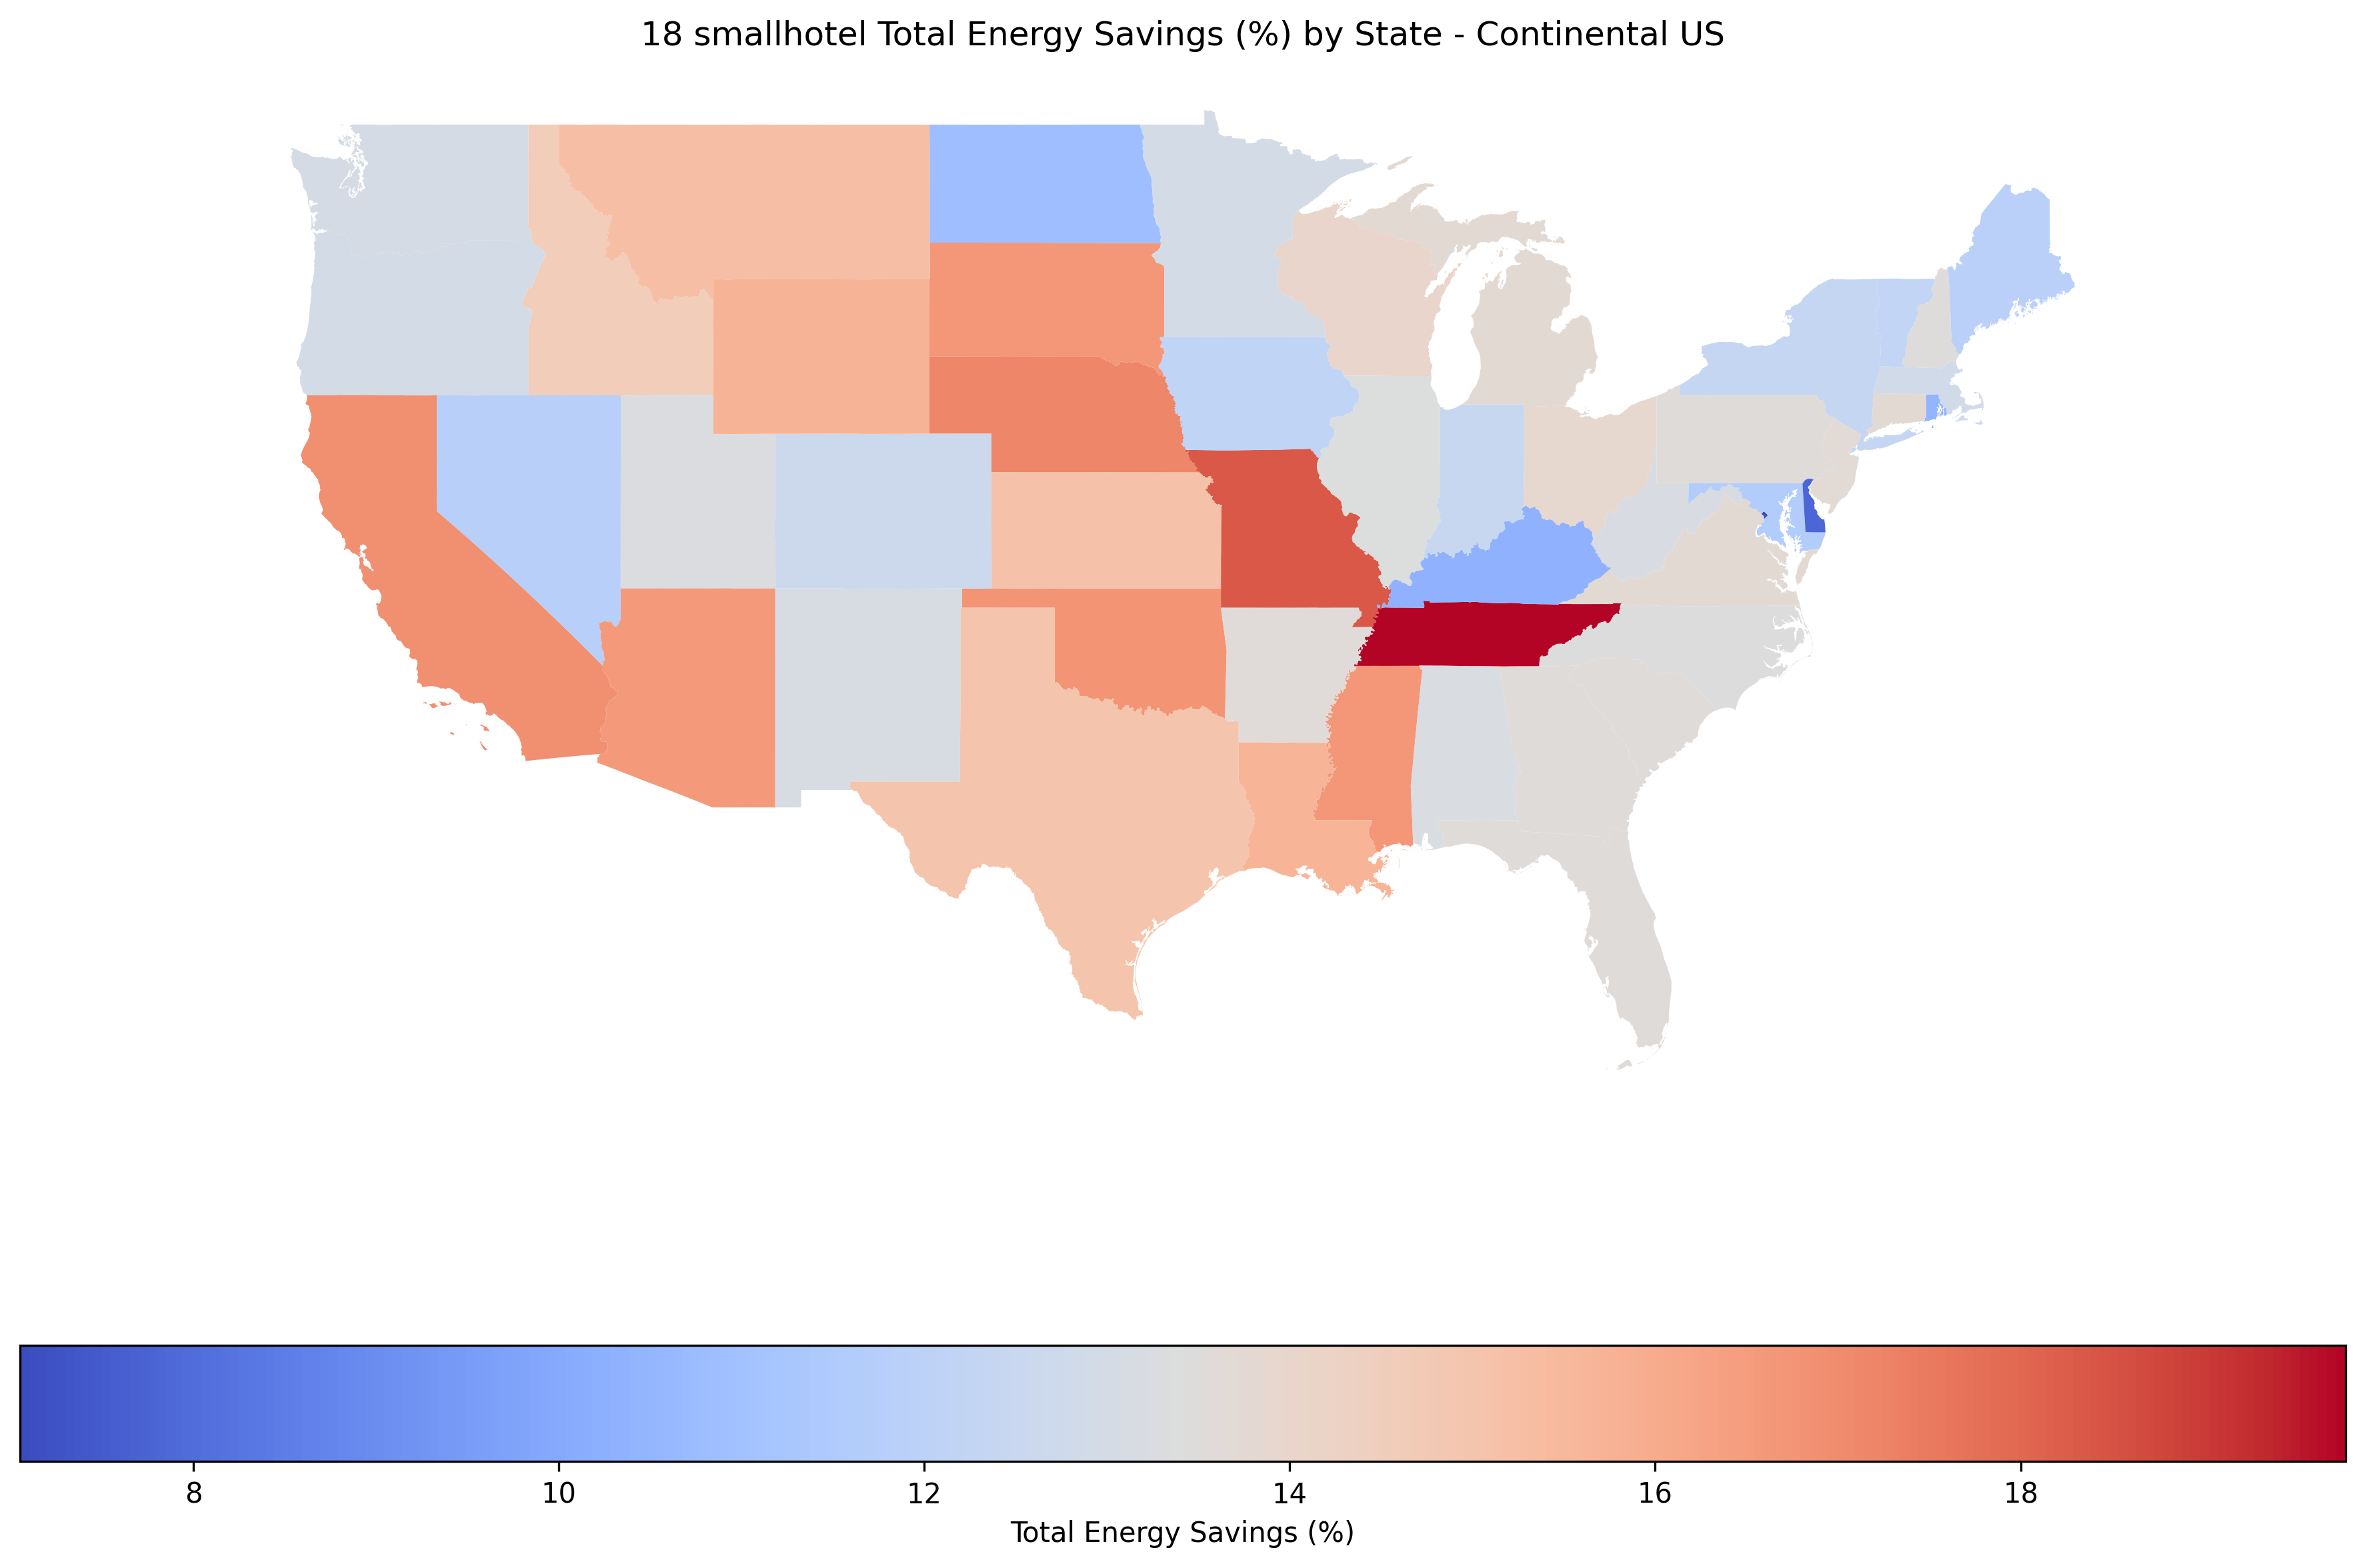 18 smallhotel Total Energy Savings (%) by State - Continental US
8 10 12 14 16 18
Total Energy Savings (%)